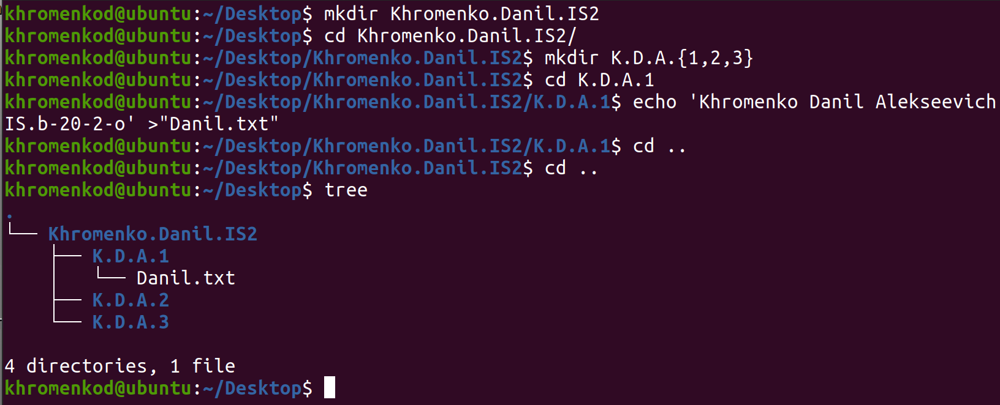 khromenkod@ubuntu:~/Desktop$ mkdir Khromenko.Danil.IS2
khromenkod@ubuntu:~/Desktop$ cd Khromenko.Danil.IS2/
khromenkod@ubuntu:~/Desktop/Khromenko.Danil.IS2$ mkdir K.D.A.{1,2,3}
khromenkod@ubuntu:~/Desktop/Khromenko.Danil.IS2$ cd K.D.A.1
khromenkod@ubuntu:~/Desktop/Khromenko.Danil.IS2/K.D.A.1$ echo 'Khromenko Danil Alekseevich
IS.b-20-2-o' >"Danil.txt"
khromenkod@ubuntu:~/Desktop/Khromenko.Danil.IS2/K.D.A.1$ cd ..
khromenkod@ubuntu:~/Desktop/Khromenko.Danil.IS2$ cd ..
khromenkod@ubuntu:~/Desktop$ tree
.
└── Khromenko.Danil.IS2
    ├── K.D.A.1
    │   └── Danil.txt
    ├── K.D.A.2
    └── K.D.A.3
4 directories, 1 file
khromenkod@ubuntu:~/Desktop$